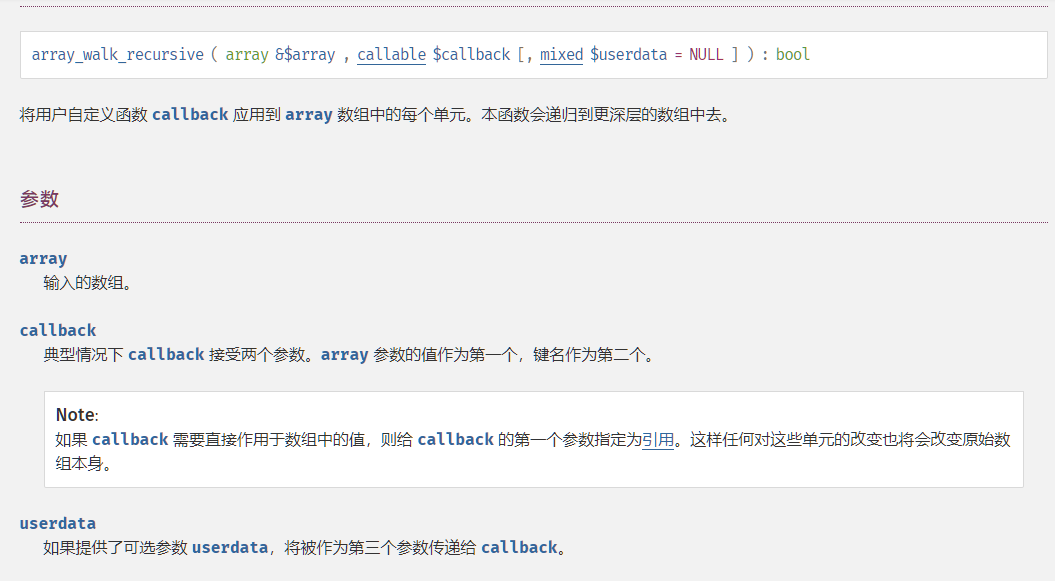 array_walk_recursive ( array &$array , callable $callback [, mixed $userdata = NULL ] ) : bool
将用户自定义函数 callback 应用到 array 数组中的每个单元。本函数会递归到更深层的数组中去。
参数
array
输入的数组。
callback
典型情况下 callback 接受两个参数。array 参数的值作为第一个，键名作为第二个。
Note:
如果 callback 需要直接作用于数组中的值，则给 callback 的第一个参数指定为引用。这样任何对这些单元的改变也将会改变原始数
组本身。
userdata
如果提供了可选参数 userdata，将被作为第三个参数传递给 callback。